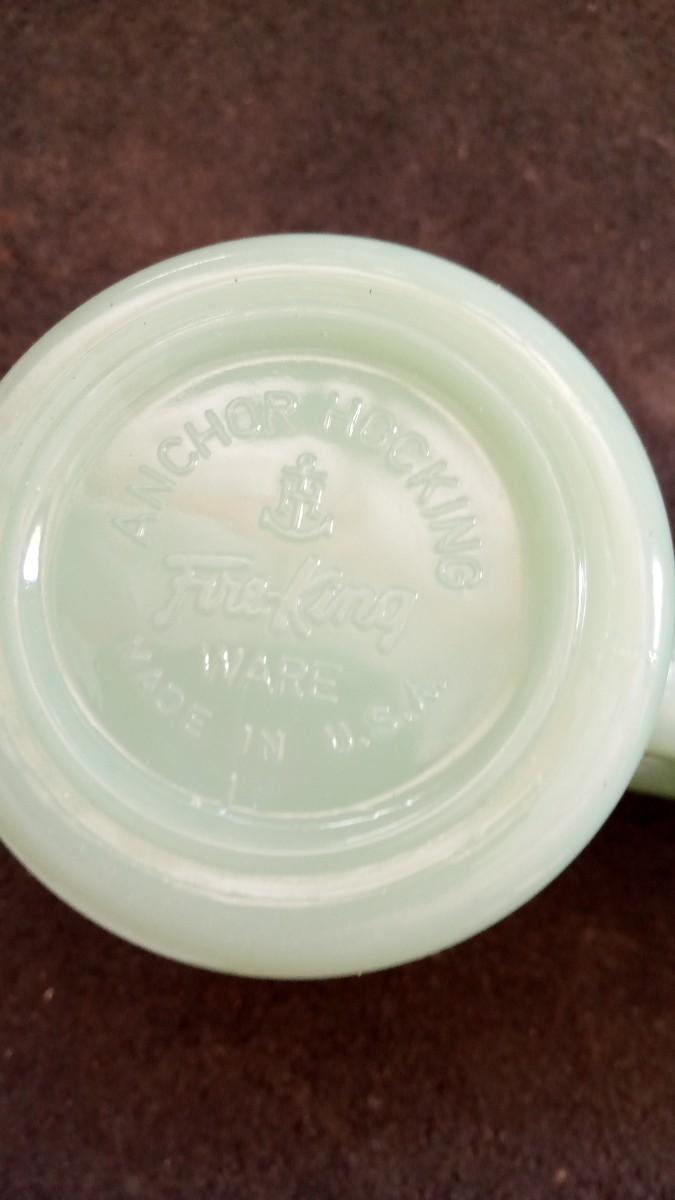 ANCHOR HOCKING
H
Fire-King
WARE
MADE IN U.S.A.